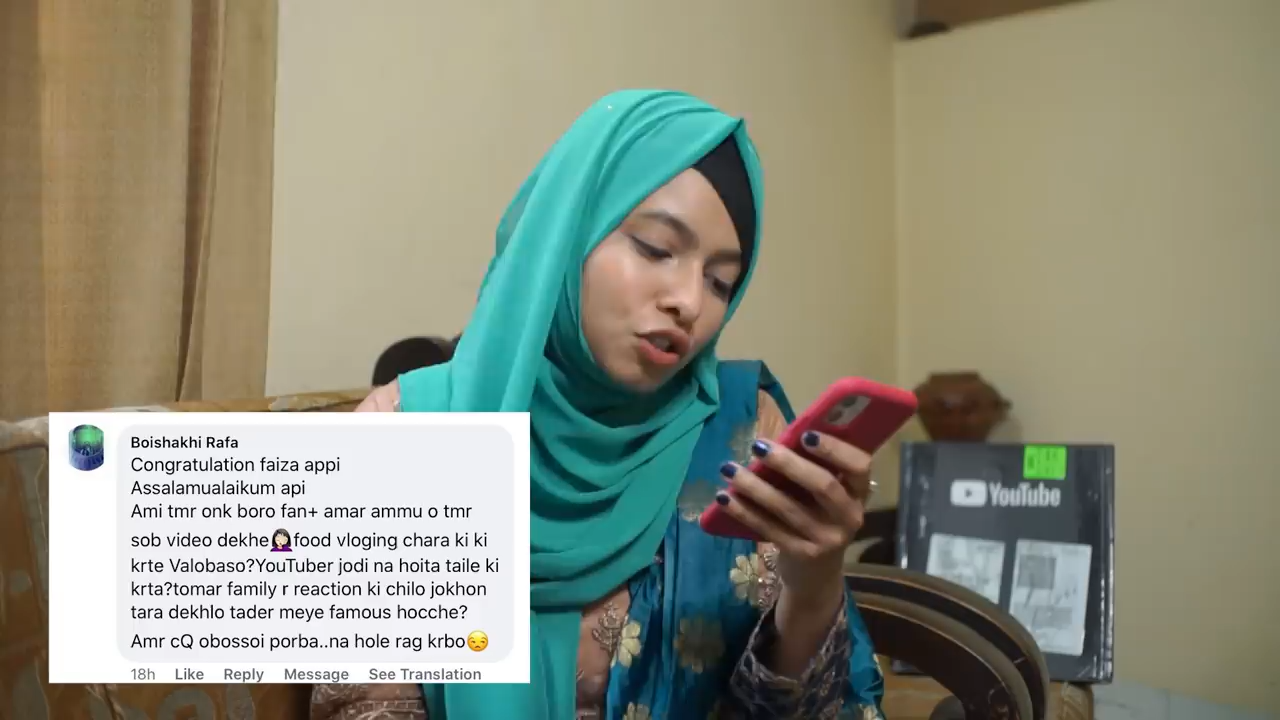 Boishakhi Rafa
Congratulation faiza appi
Assalamualaikum api
Ami tmr onk boro fan+ amar ammu o tmr
sob video dekhe🤦🏻‍♀️food vloging chara ki ki
krte Valobaso?YouTuber jodi na hoita taile ki
krta?tomar family r reaction ki chilo jokhon
tara dekhlo tader meye famous hocche?
Amr cQ obossoi porba..na hole rag krbo😒
18h Like Reply Message See Translation
YouTube